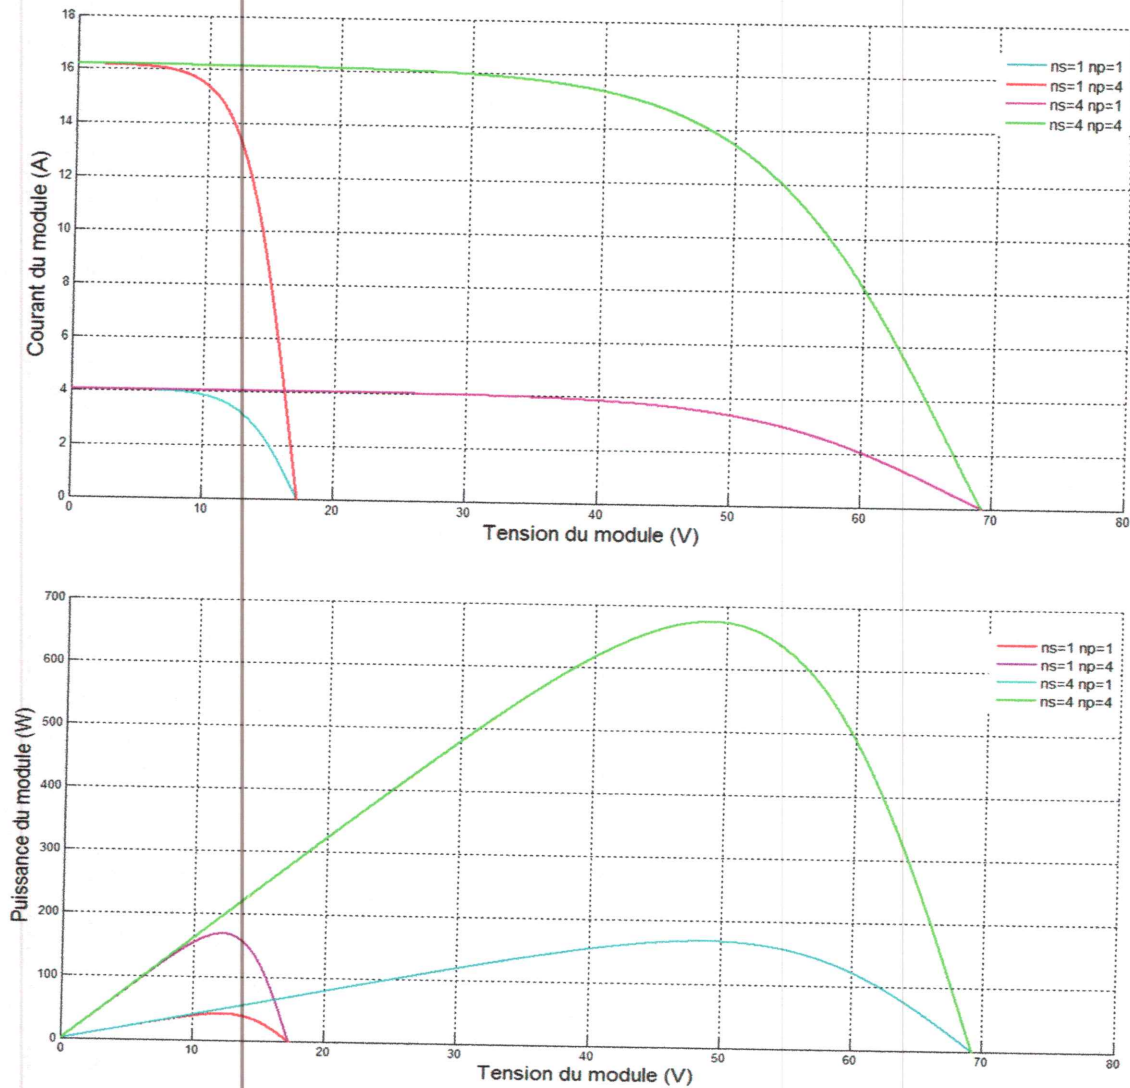 18
16
14
12
10
8
6
4
2
0
Courant du module (A)
0 10 20 30 40 50 60 70 80
Tension du module (V)
ns=1 np=1
ns=1 np=4
ns=4 np=1
ns=4 np=4
700
600
500
400
300
200
100
0
Puissance du module (W)
0 10 20 30 40 50 60 70 80
Tension du module (V)
ns=1 np=1
ns=1 np=4
ns=4 np=1
ns=4 np=4